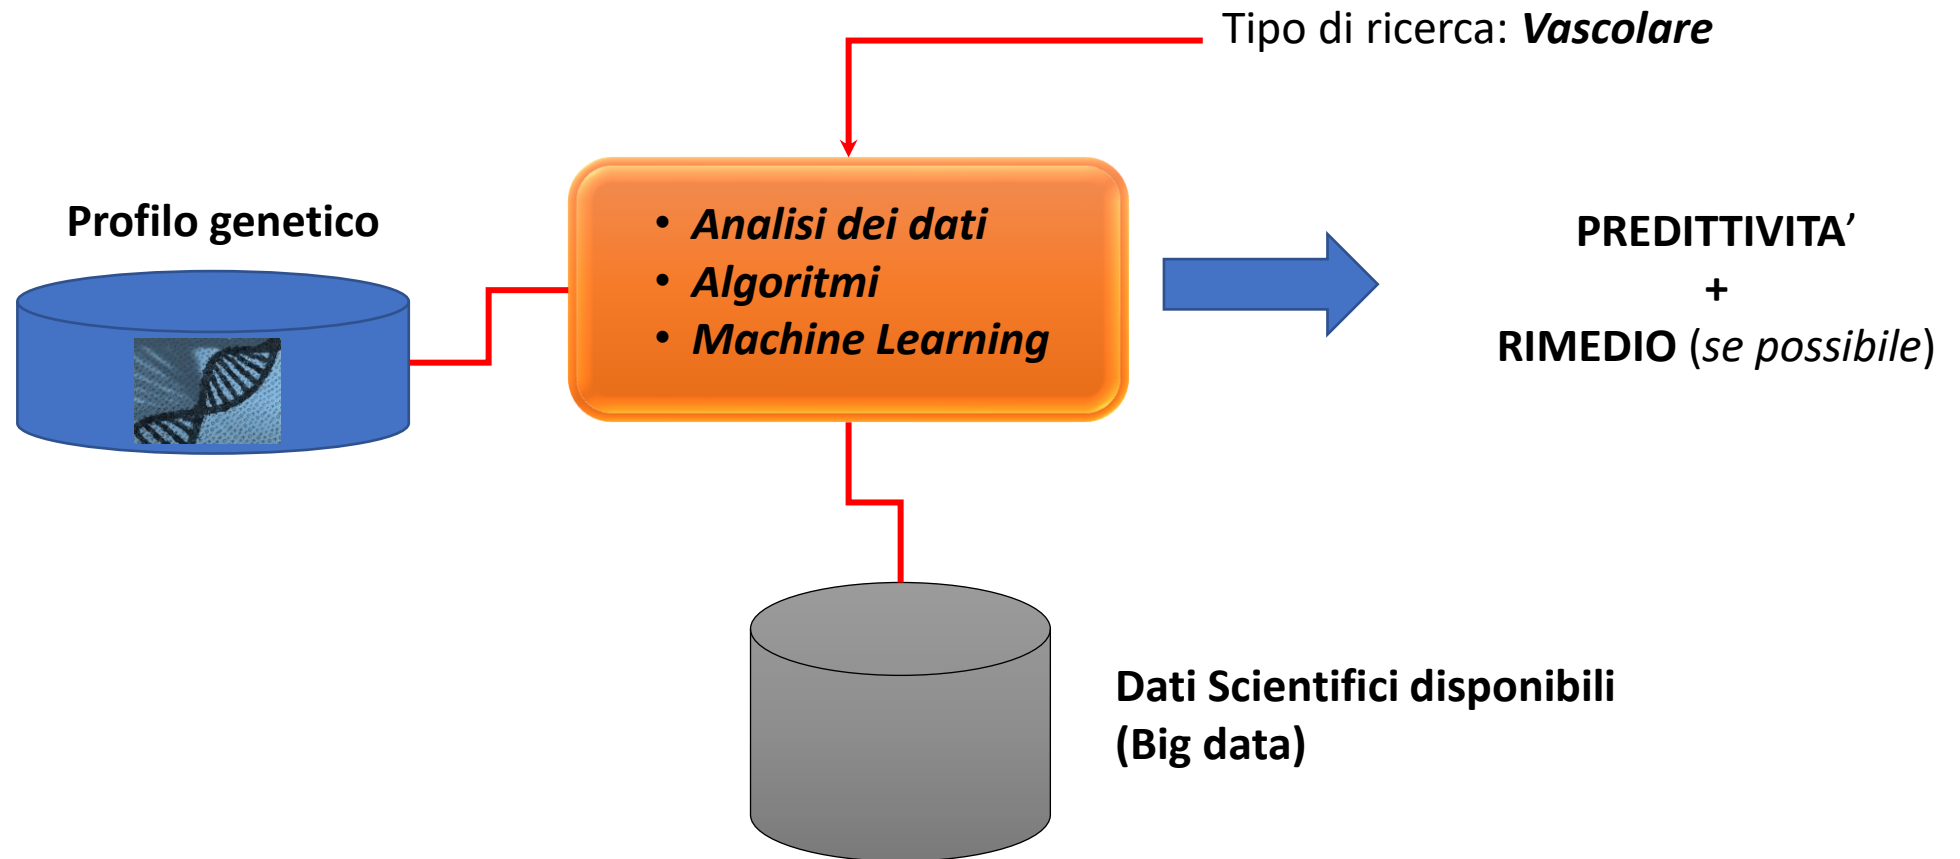 Tipo di ricerca: Vascolare
Profilo genetico
• Analisi dei dati
• Algoritmi
• Machine Learning
PREDITTIVITA’
+
RIMEDIO (se possibile)
Dati Scientifici disponibili
(Big data)